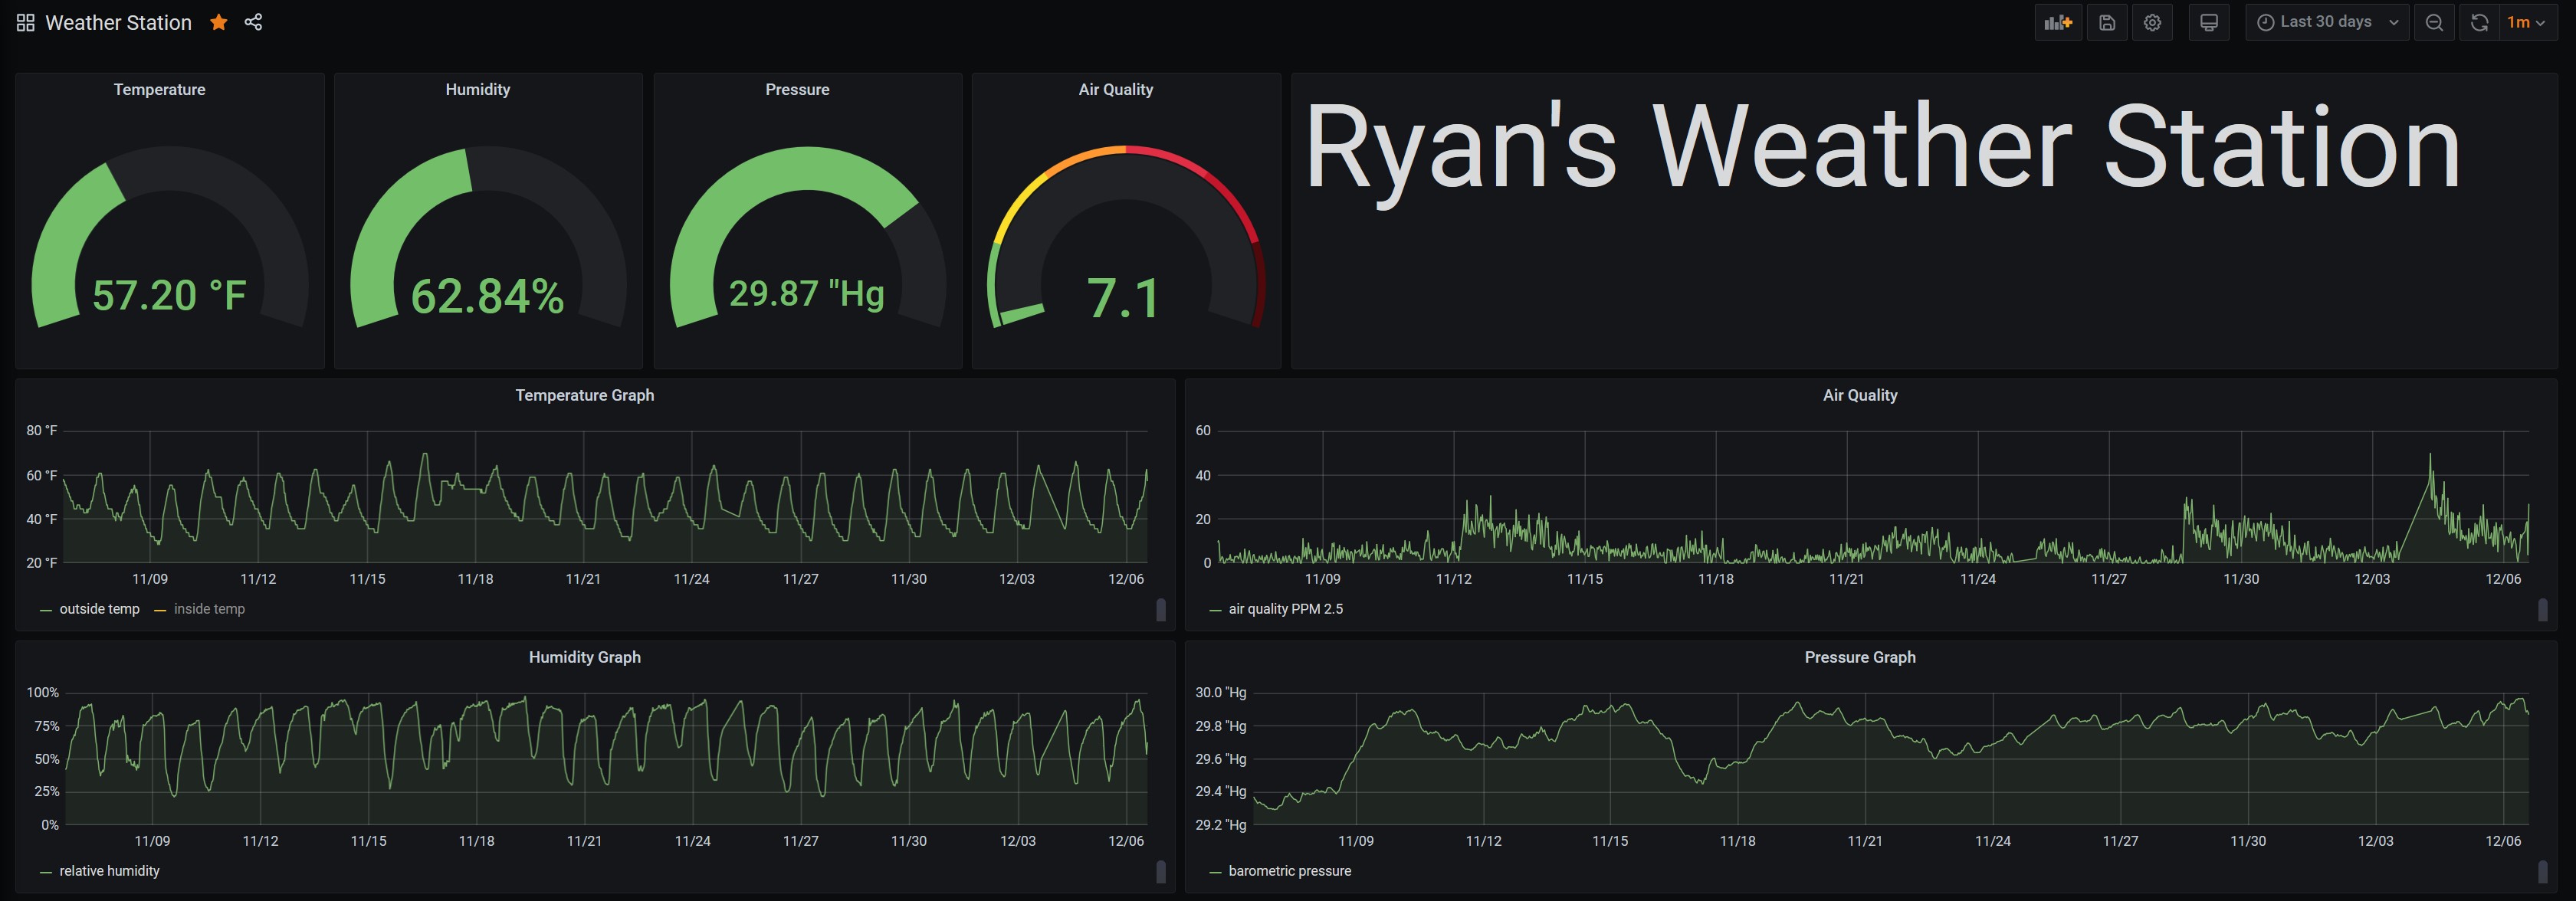 Weather Station
Last 30 days
1m
Temperature
Humidity
Pressure
Air Quality
57.20 °F
62.84%
29.87 "Hg
7.1
Ryan's Weather Station
Temperature Graph
80 °F
60 °F
40 °F
20 °F
11/09 11/12 11/15 11/18 11/21 11/24 11/27 11/30 12/03 12/06
outside temp inside temp
Air Quality
60
40
20
0
11/09 11/12 11/15 11/18 11/21 11/24 11/27 11/30 12/03 12/06
air quality PPM 2.5
Humidity Graph
100%
75%
50%
25%
0%
11/09 11/12 11/15 11/18 11/21 11/24 11/27 11/30 12/03 12/06
relative humidity
Pressure Graph
30.0 "Hg
29.8 "Hg
29.6 "Hg
29.4 "Hg
29.2 "Hg
11/09 11/12 11/15 11/18 11/21 11/24 11/27 11/30 12/03 12/06
barometric pressure